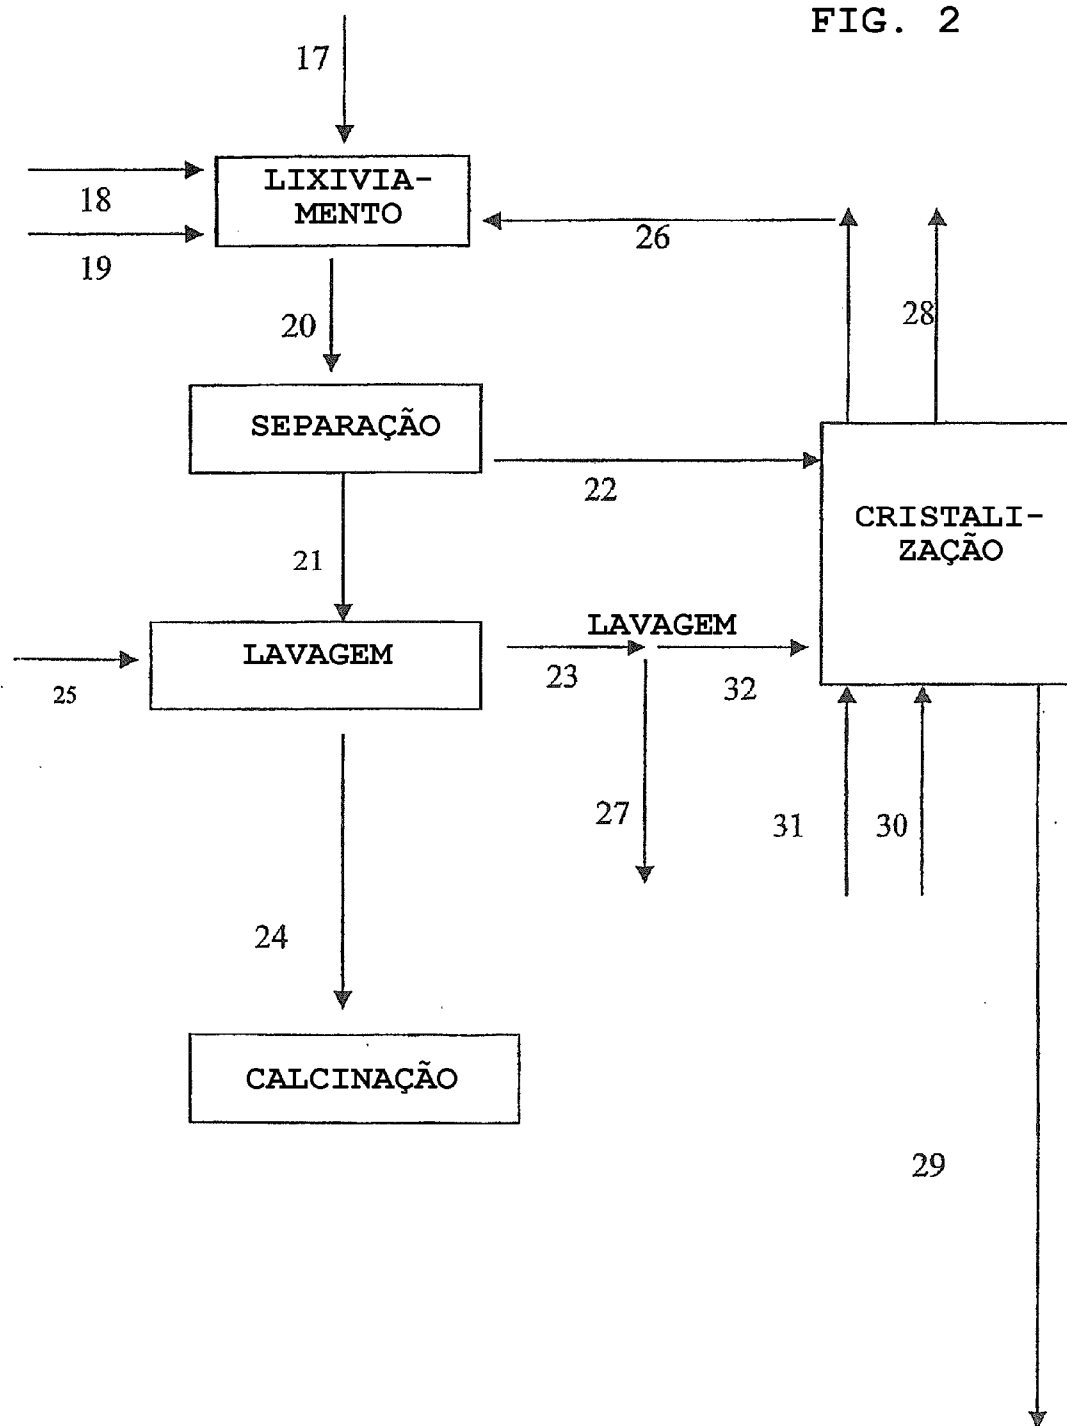 FIG. 2
17
LIXIVIA-
MENTO
18
19
26
28
20
SEPARAÇÃO
22
CRISTALI-
ZAÇÃO
21
LAVAGEM
LAVAGEM
23
32
25
27
31
30
24
CALCINAÇÃO
29